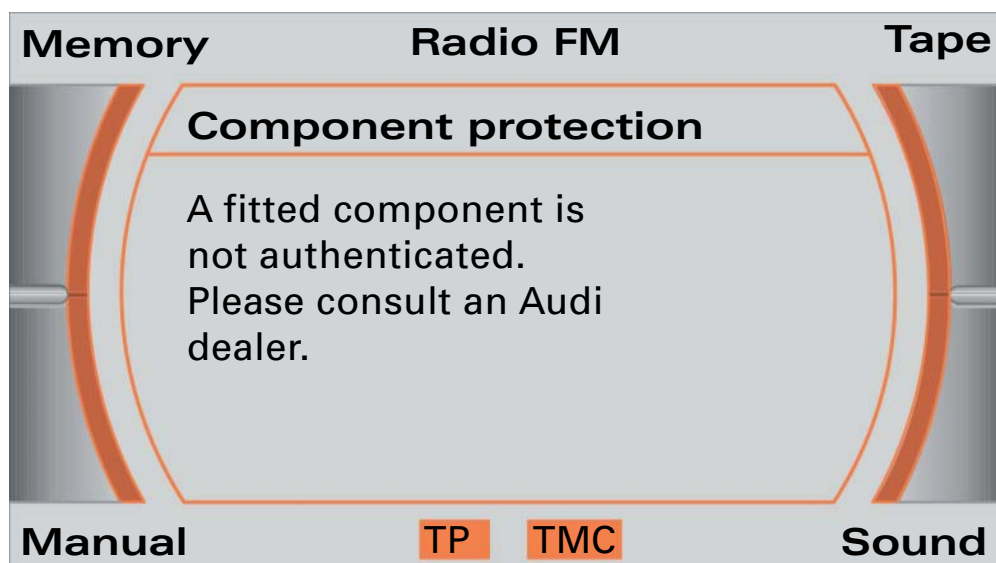 Memory Radio FM Tape
Component protection
A fitted component is
not authenticated.
Please consult an Audi
dealer.
Manual TP TMC Sound